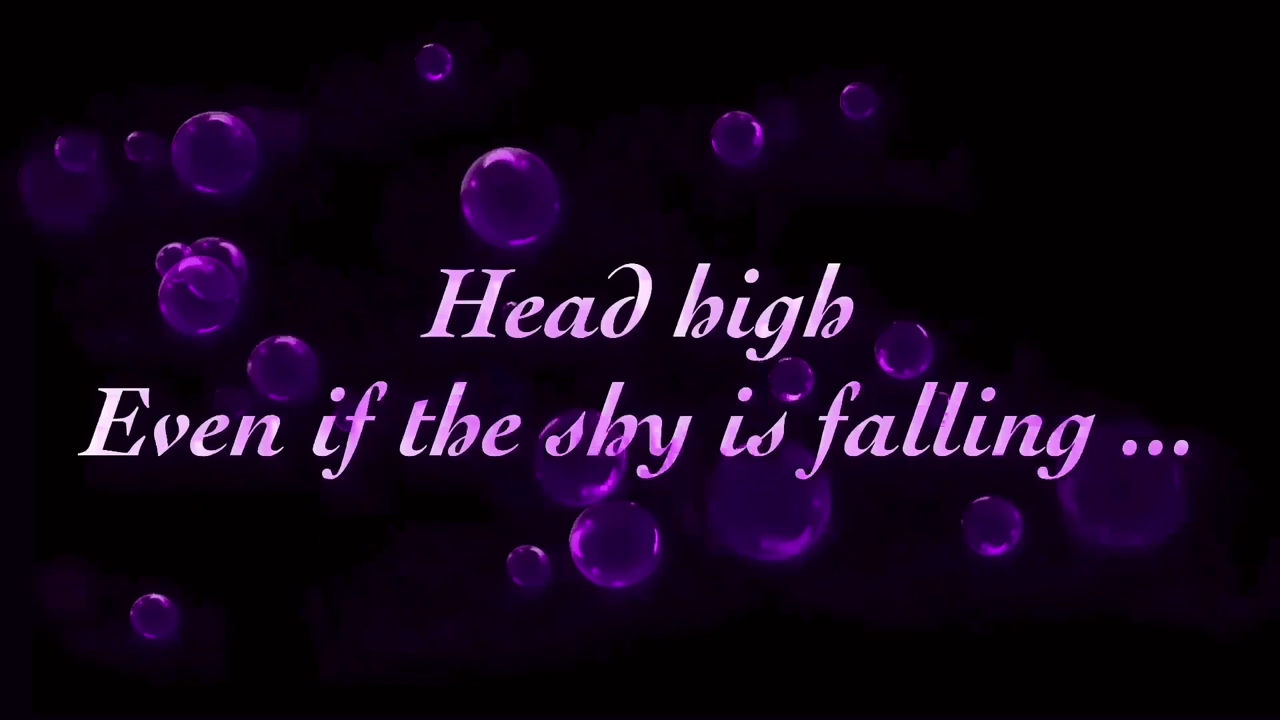 Head high
Even if the sky is falling ...